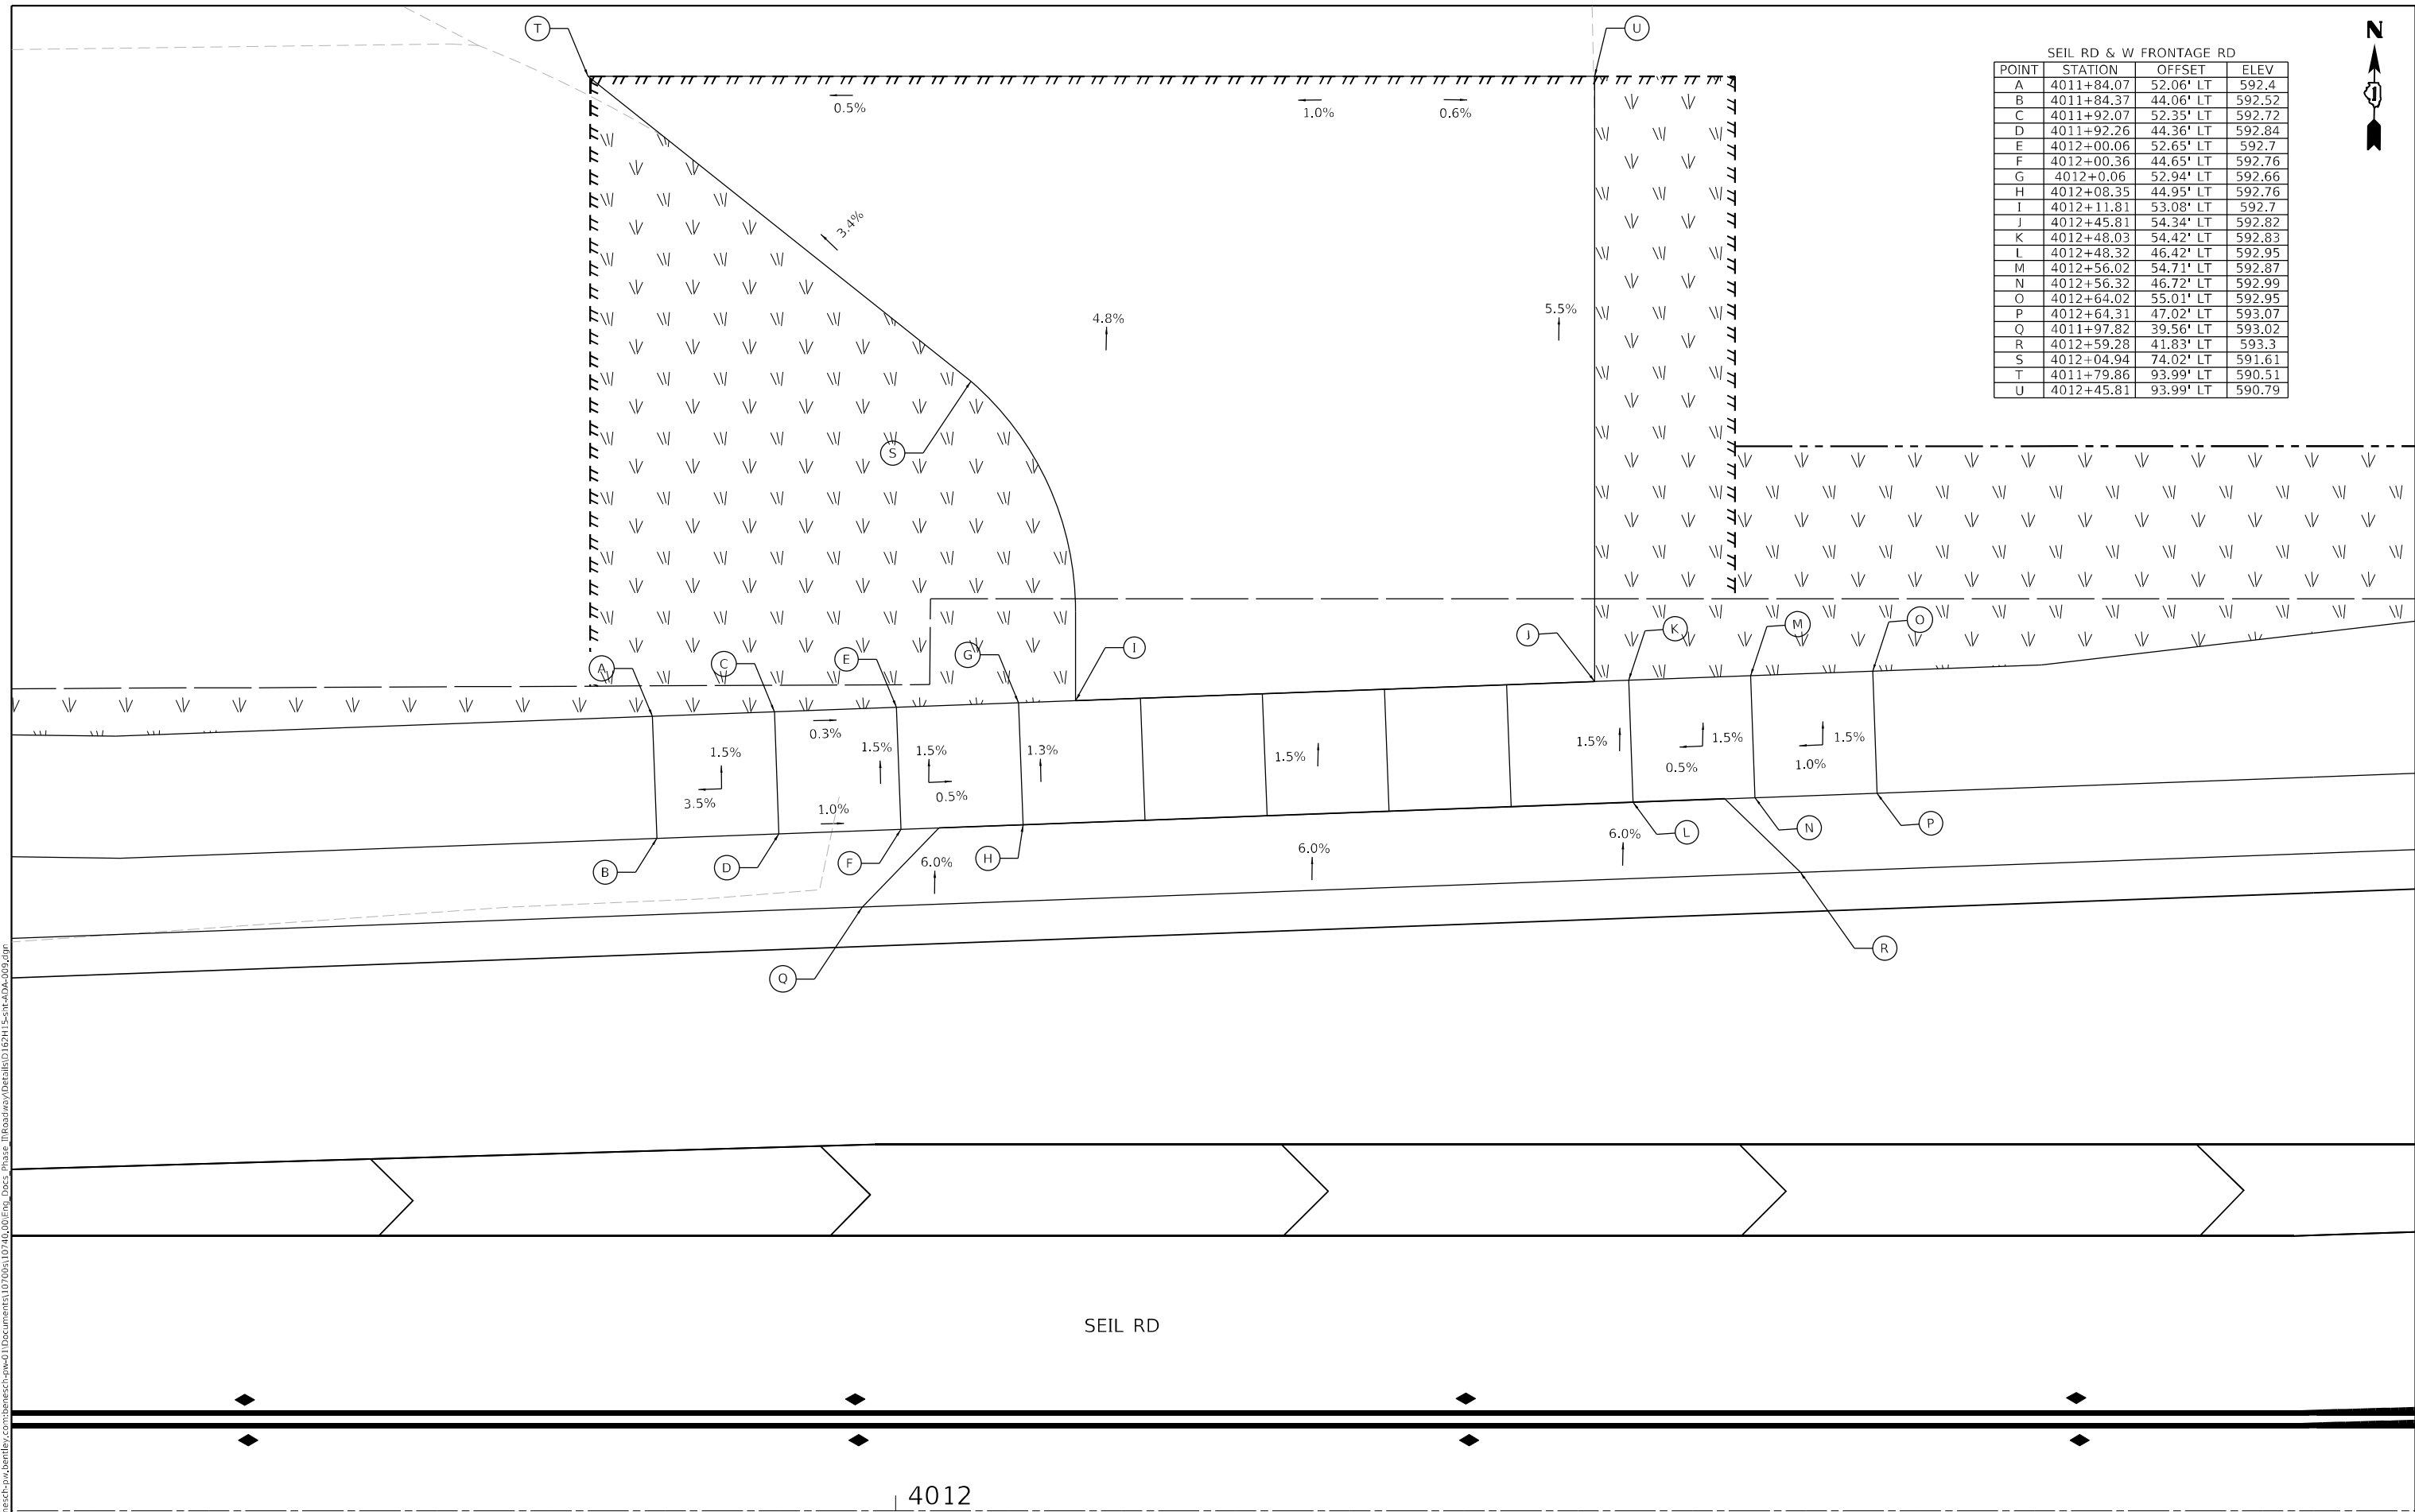 T
U
N
SEIL RD & W FRONTAGE RD
POINT STATION OFFSET ELEV
A 4011+84.07 52.06' LT 592.4
B 4011+84.37 44.06' LT 592.52
C 4011+92.07 52.35' LT 592.72
D 4011+92.26 44.36' LT 592.84
E 4012+00.06 52.65' LT 592.7
F 4012+00.36 44.65' LT 592.76
G 4012+0.06 52.94' LT 592.66
H 4012+08.35 44.95' LT 592.76
I 4012+11.81 53.08' LT 592.7
J 4012+45.81 54.34' LT 592.82
K 4012+48.03 54.42' LT 592.83
L 4012+48.32 46.42' LT 592.95
M 4012+56.02 54.71' LT 592.87
N 4012+56.32 46.72' LT 592.99
O 4012+64.02 55.01' LT 592.95
P 4012+64.31 47.02' LT 593.07
Q 4011+97.82 39.56' LT 593.02
R 4012+59.28 41.83' LT 593.3
S 4012+04.94 74.02' LT 591.61
T 4011+79.86 93.99' LT 590.51
U 4012+45.81 93.99' LT 590.79
0.5%
1.0%
0.6%
3.4%
4.8%
5.5%
S
A
C
E
G
I
J
K
M
O
0.3%
1.5%
1.5%
1.5%
1.3%
1.5%
1.5%
1.5%
1.5%
3.5%
1.0%
0.5%
0.5%
1.0%
B
D
F
H
L
N
P
6.0%
6.0%
6.0%
Q
R
SEIL RD
4012